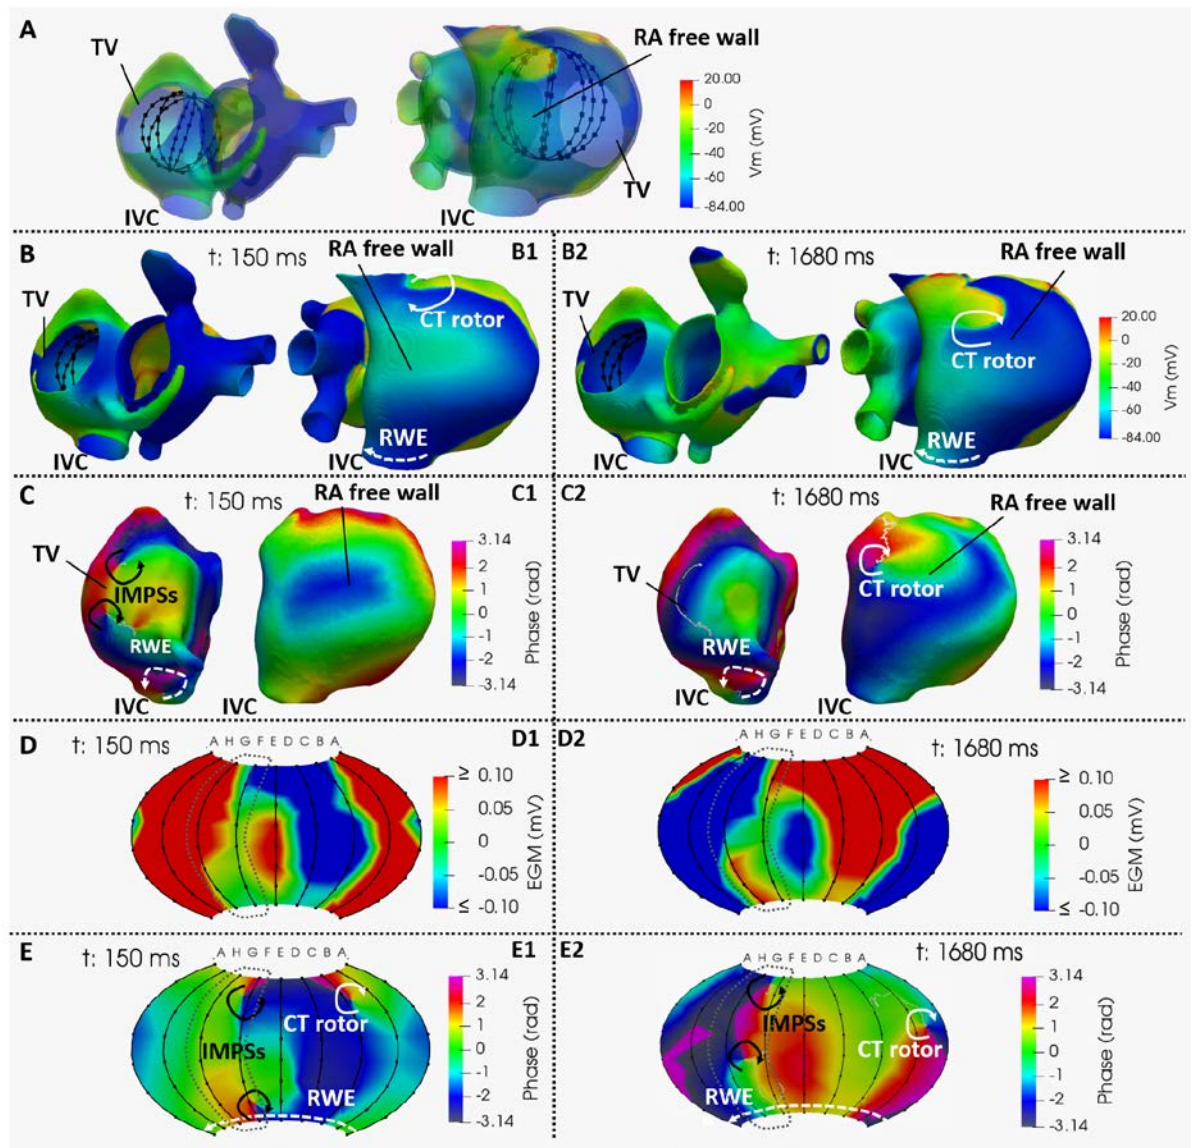 A
TV
IVC
RA free wall
TV
20.00
0
-20
-40
-60
-84.00
Vm (mV)
B
t: 150 ms
RA free wall
B1
TV
CT rotor
RWE
IVC
IVC
B2
t: 1680 ms
RA free wall
TV
CT rotor
RWE
IVC
IVC
20.00
0
-20
-40
-60
-84.00
Vm (mV)
C
t: 150 ms
RA free wall
C1
TV
IMPSs
RWE
IVC
IVC
3.14
2
1
0
-1
-2
-3.14
Phase (rad)
C2
t: 1680 ms
RA free wall
TV
CT rotor
RWE
IVC
IVC
3.14
2
1
0
-1
-2
-3.14
Phase (rad)
D
t: 150 ms
A H G F E D C B A
D1
≥ 0.10
0.05
0
-0.05
≤ -0.10
EGM (mV)
D2
A H G F E D C B A
t: 1680 ms
≥ 0.10
0.05
0
-0.05
≤ -0.10
EGM (mV)
E
t: 150 ms
A H G F E D C B A
E1
IMPSs
CT rotor
RWE
3.14
2
1
0
-1
-2
-3.14
Phase (rad)
E2
A H G F E D C B A
t: 1680 ms
IMPSs
CT rotor
RWE
3.14
2
1
0
-1
-2
-3.14
Phase (rad)